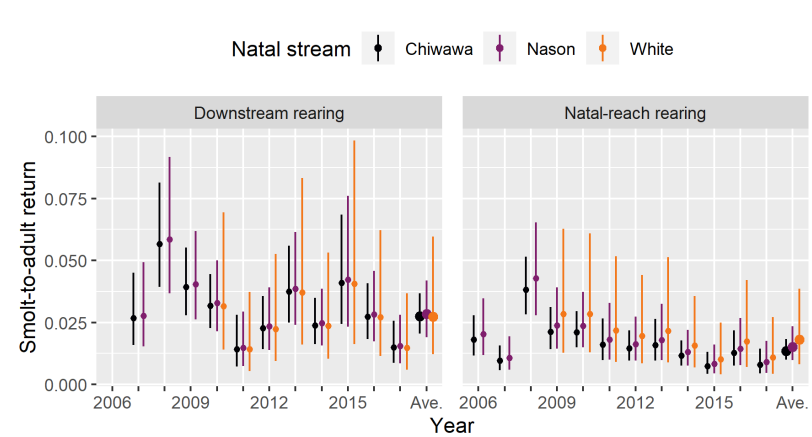 Natal stream Chiwawa Nason White
Downstream rearing Natal-reach rearing
0.100
0.075
0.050
0.025
0.000
Smolt-to-adult return
2006 2009 2012 2015 Ave. 2006 2009 2012 2015 Ave.
Year